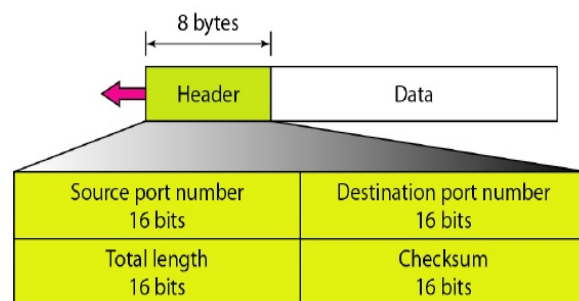 8 bytes
Header
Data
Source port number
16 bits
Destination port number
16 bits
Total length
16 bits
Checksum
16 bits